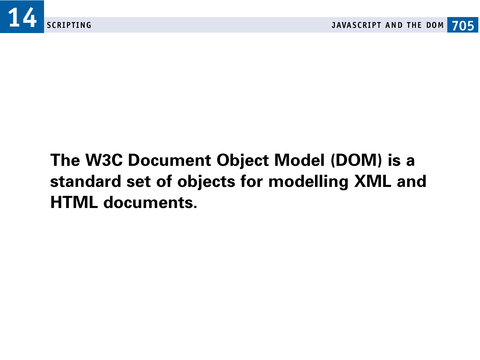 14 SCRIPTING JAVASCRIPT AND THE DOM 705
The W3C Document Object Model (DOM) is a
standard set of objects for modelling XML and
HTML documents.